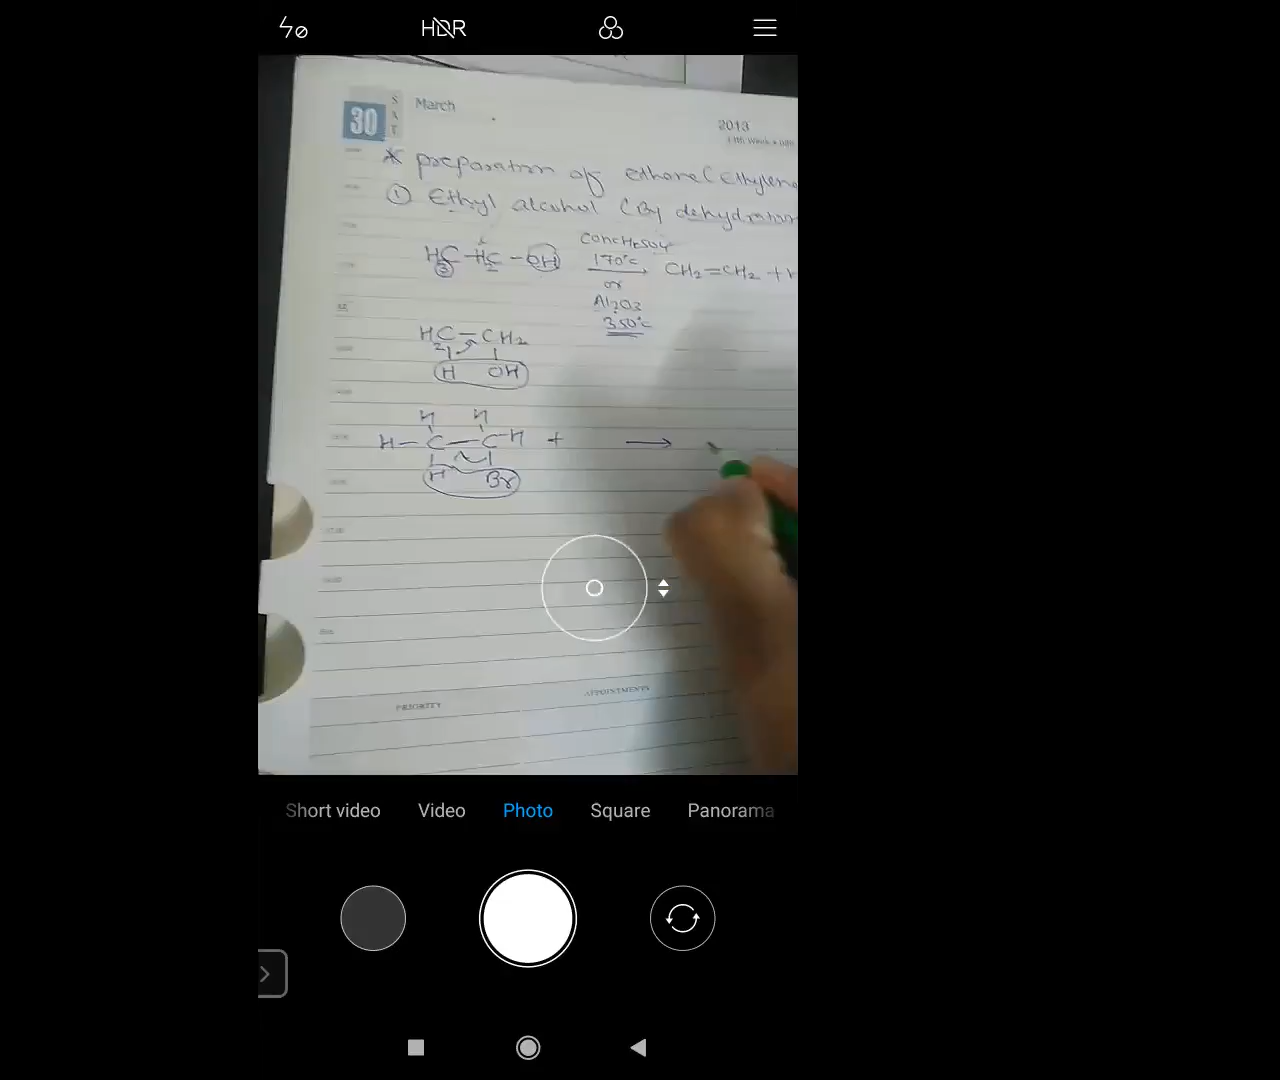 HDR
30
SAT
March
2013
* preparation of ethene (Ethylene
① Ethyl alcohol (By dehydration
H3C - H2C - OH
Conc H2SO4
170°c
or
Al2O3
350°c
CH2=CH2 + H
H2C - CH2
H OH
H H
H - C - C - H + →
H Br
PRIORITY
APPOINTMENTS
Short video Video Photo Square Panorama